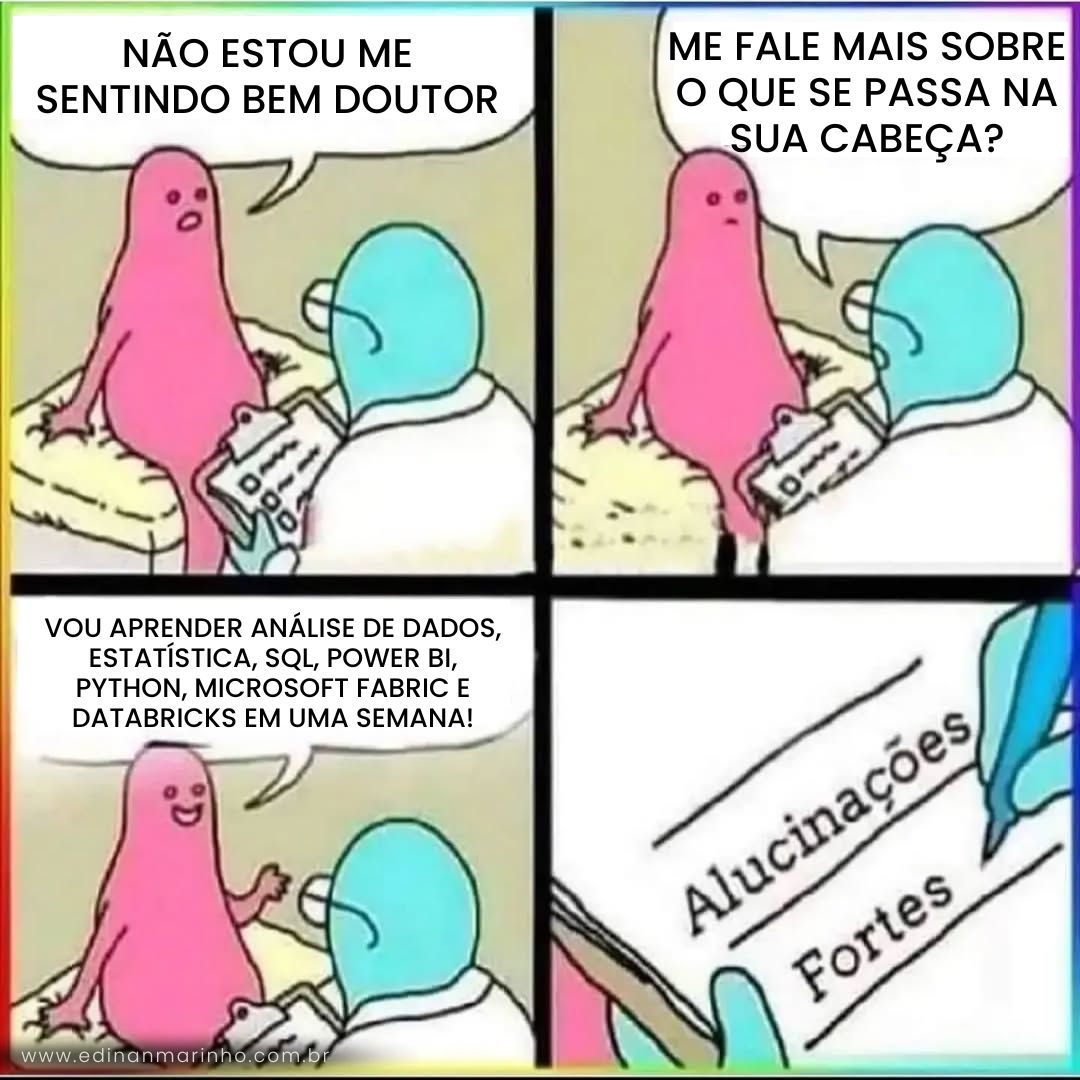 NÃO ESTOU ME
SENTINDO BEM DOUTOR
ME FALE MAIS SOBRE
O QUE SE PASSA NA
SUA CABEÇA?
VOU APRENDER ANÁLISE DE DADOS,
ESTATÍSTICA, SQL, POWER BI,
PYTHON, MICROSOFT FABRIC E
DATABRICKS EM UMA SEMANA!
Alucinações
Fortes
www.edinanmarinho.com.br